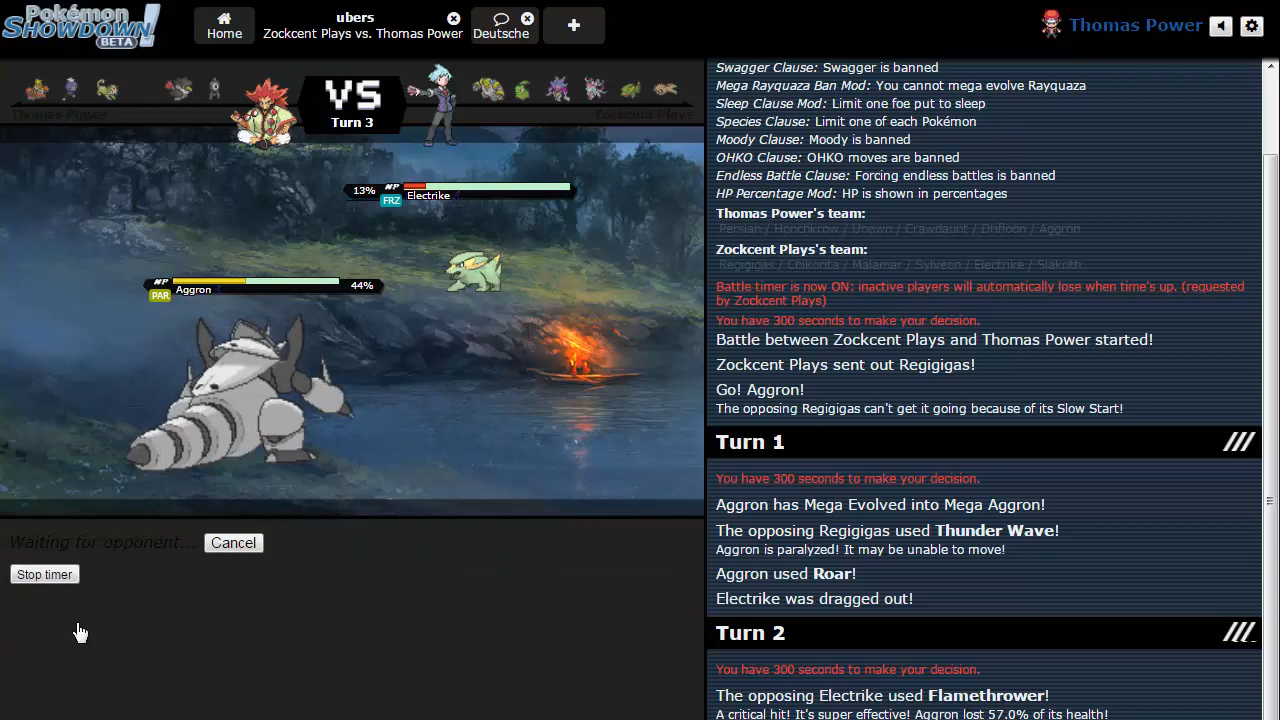 Pokémon
SHOWDOWN!
BETA
Home
ubers
Zockcent Plays vs. Thomas Power
Deutsche
+
Thomas Power
VS
Turn 3
Thomas Power
Zockcent Plays
13%
FRZ
Electrike
PAR
Aggron
44%
Waiting for opponent...
Cancel
Stop timer
Swagger Clause: Swagger is banned
Mega Rayquaza Ban Mod: You cannot mega evolve Rayquaza
Sleep Clause Mod: Limit one foe put to sleep
Species Clause: Limit one of each Pokémon
Moody Clause: Moody is banned
OHKO Clause: OHKO moves are banned
Endless Battle Clause: Forcing endless battles is banned
HP Percentage Mod: HP is shown in percentages
Thomas Power's team:
Persian / Honchkrow / Unown / Crawdaunt / Drifloon / Aggron
Zockcent Plays's team:
Regigigas / Chikorita / Malamar / Sylveon / Electrike / Slakoth
Battle timer is now ON: inactive players will automatically lose when time's up. (requested
by Zockcent Plays)
You have 300 seconds to make your decision.
Battle between Zockcent Plays and Thomas Power started!
Zockcent Plays sent out Regigigas!
Go! Aggron!
The opposing Regigigas can't get it going because of its Slow Start!
Turn 1
You have 300 seconds to make your decision.
Aggron has Mega Evolved into Mega Aggron!
The opposing Regigigas used Thunder Wave!
Aggron is paralyzed! It may be unable to move!
Aggron used Roar!
Electrike was dragged out!
Turn 2
You have 300 seconds to make your decision.
The opposing Electrike used Flamethrower!
A critical hit! It's super effective! Aggron lost 57.0% of its health!